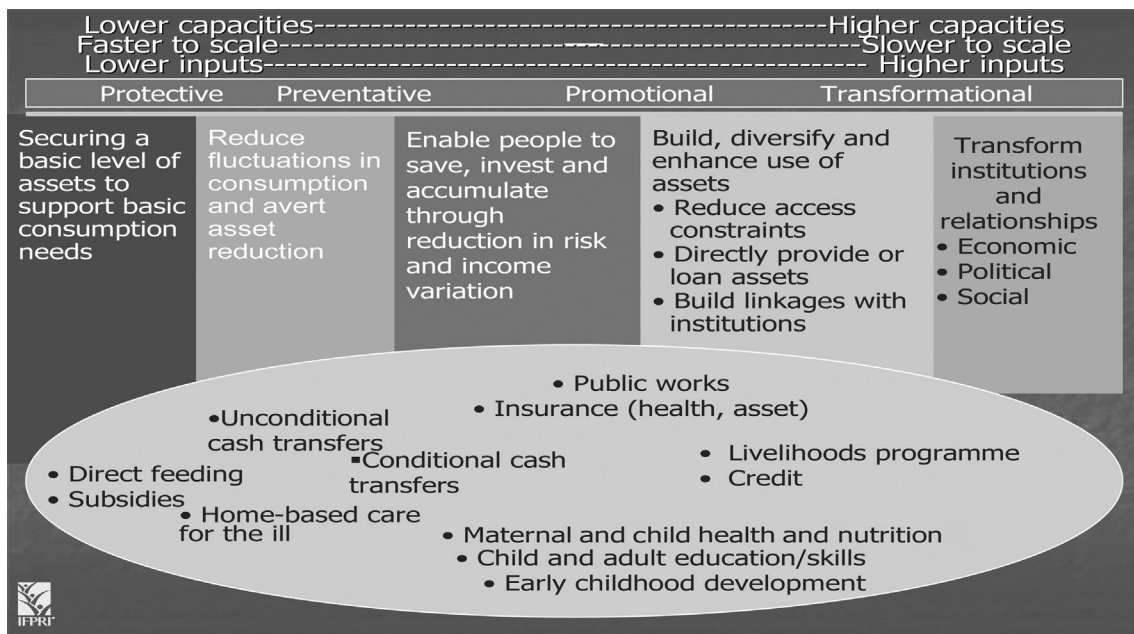 Lower capacities------------------------------------------------Higher capacities
Faster to scale------------------------------------------------Slower to scale
Lower inputs------------------------------------------------Higher inputs
Protective Preventative Promotional Transformational
Securing a
basic level of
assets to
support basic
consumption
needs
Reduce
fluctuations in
consumption
and avert
asset
reduction
Enable people to
save, invest and
accumulate
through
reduction in risk
and income
variation
Build, diversify and
enhance use of
assets
• Reduce access
constraints
• Directly provide or
loan assets
• Build linkages with
institutions
Transform
institutions
and
relationships
• Economic
• Political
• Social
• Public works
• Insurance (health, asset)
•Unconditional
cash transfers
▪Conditional cash
transfers
• Livelihoods programme
• Credit
• Direct feeding
• Subsidies
• Home-based care
for the ill
• Maternal and child health and nutrition
• Child and adult education/skills
• Early childhood development
IFPRI